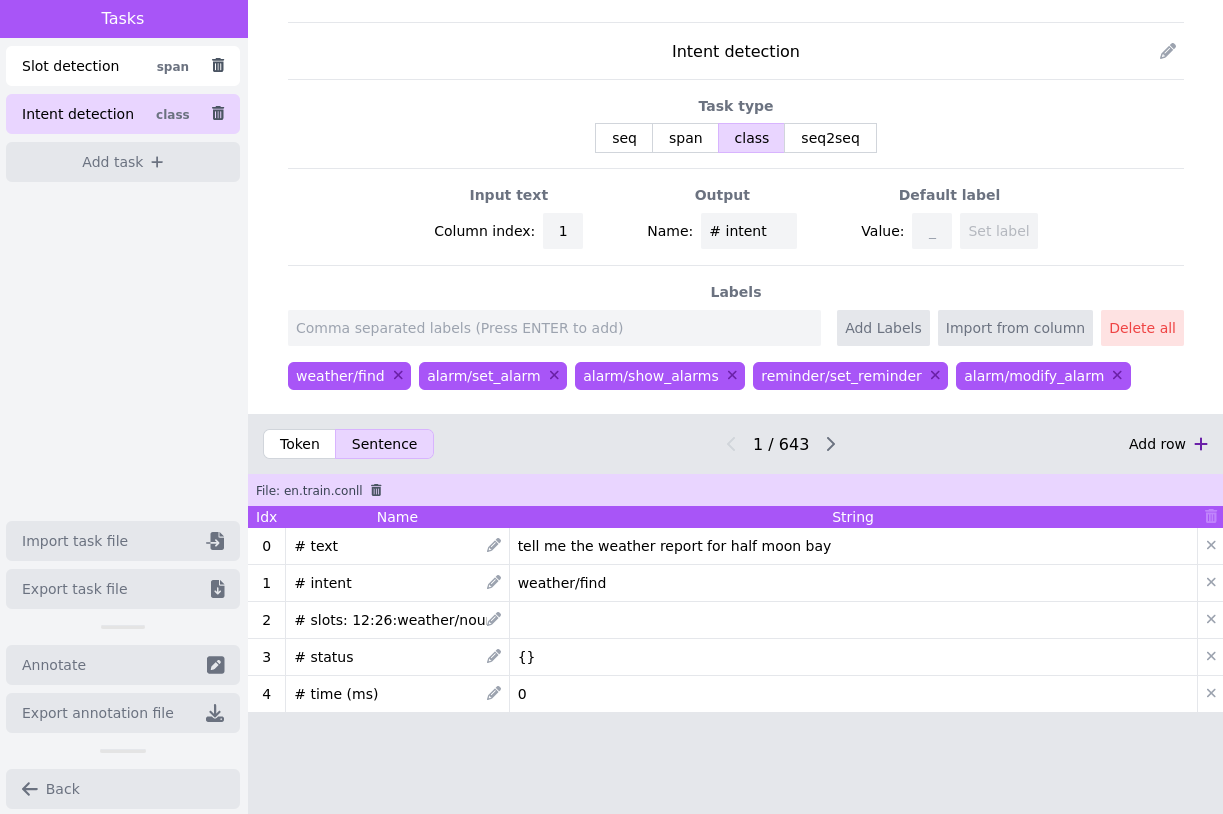 Tasks
Slot detection span
Intent detection class
Add task
Import task file
Export task file
Annotate
Export annotation file
Back
Intent detection
Task type
seq span class seq2seq
Input text Output Default label
Column index: 1 Name: # intent Value: _ Set label
Labels
Comma separated labels (Press ENTER to add) Add Labels Import from column Delete all
weather/find alarm/set_alarm alarm/show_alarms reminder/set_reminder alarm/modify_alarm
Token Sentence 1 / 643 Add row
File: en.train.conll
Idx Name String
0 # text tell me the weather report for half moon bay
1 # intent weather/find
2 # slots: 12:26:weather/nou
3 # status {}
4 # time (ms) 0